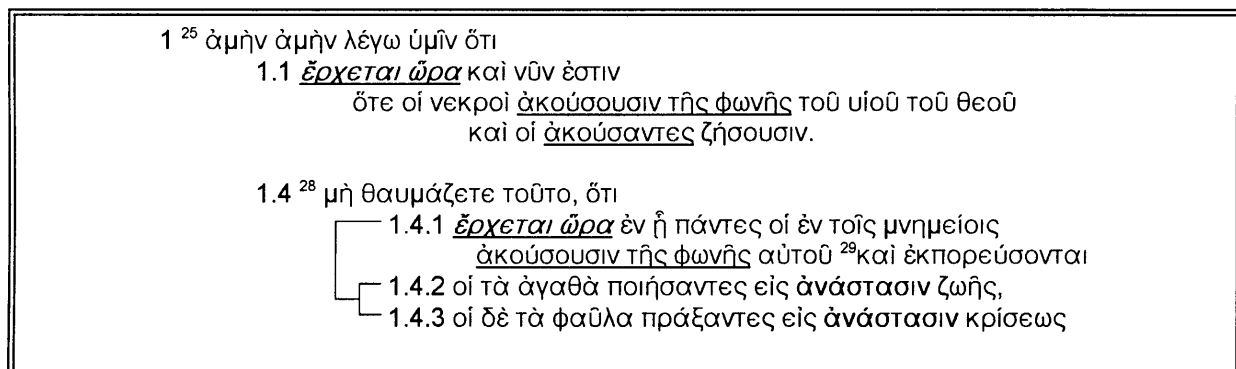 1 25 ἀμὴν ἀμὴν λέγω ὑμῖν ὅτι
1.1 ἔρχεται ὥρα καὶ νῦν ἐστιν
ὅτε οἱ νεκροὶ ἀκούσουσιν τῆς φωνῆς τοῦ υἱοῦ τοῦ θεοῦ
καὶ οἱ ἀκούσαντες ζήσουσιν.
1.4 28 μὴ θαυμάζετε τοῦτο, ὅτι
1.4.1 ἔρχεται ὥρα ἐν ᾗ πάντες οἱ ἐν τοῖς μνημείοις
ἀκούσουσιν τῆς φωνῆς αὐτοῦ 29καὶ ἐκπορεύσονται
1.4.2 οἱ τὰ ἀγαθὰ ποιήσαντες εἰς ἀνάστασιν ζωῆς,
1.4.3 οἱ δὲ τὰ φαῦλα πράξαντες εἰς ἀνάστασιν κρίσεως